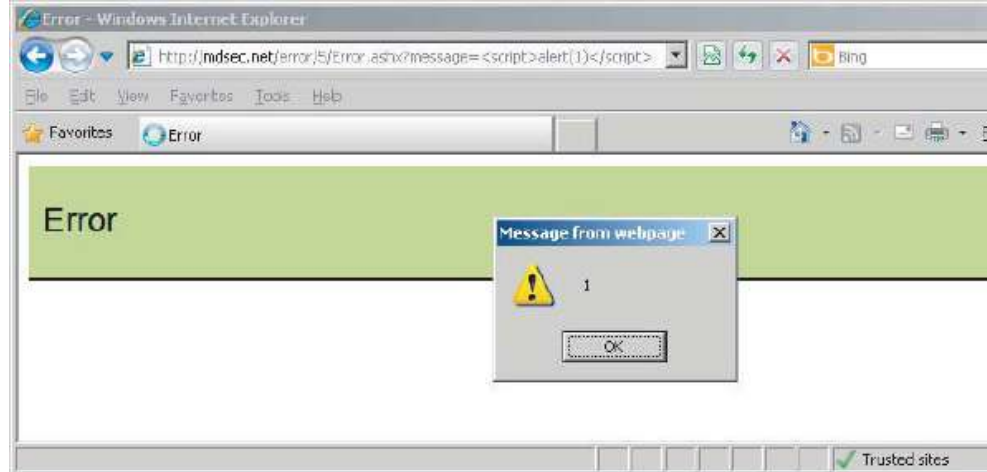 Error - Windows Internet Explorer
http://mdsec.net/error/5/Error.ashx?message=<script>alert(1)</script>
Bing
File Edit View Favorites Tools Help
Favorites
Error
Error
Message from webpage
1
OK
Trusted sites